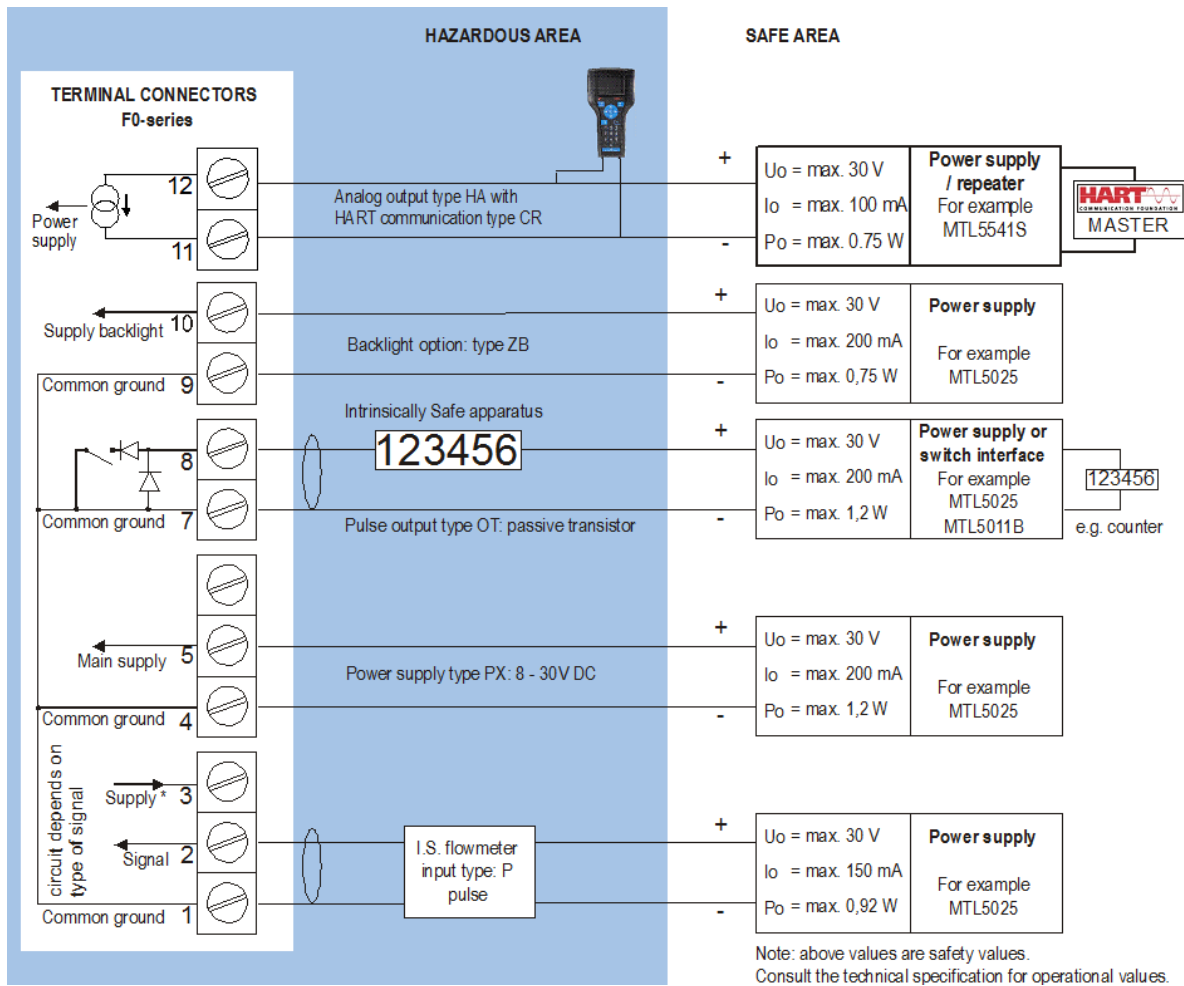 HAZARDOUS AREA
SAFE AREA
TERMINAL CONNECTORS
F0-series
12
Power
supply
11
Analog output type HA with
HART communication type CR
+
-
Uo = max. 30 V
Io = max. 100 mA
Po = max. 0.75 W
Power supply
/ repeater
For example
MTL5541S
HART
COMMUNICATION FOUNDATION
MASTER
Supply backlight 10
Common ground 9
Backlight option: type ZB
+
-
Uo = max. 30 V
Io = max. 200 mA
Po = max. 0,75 W
Power supply
For example
MTL5025
8
Common ground 7
Intrinsically Safe apparatus
123456
Pulse output type OT: passive transistor
+
-
Uo = max. 30 V
Io = max. 200 mA
Po = max. 1,2 W
Power supply or
switch interface
For example
MTL5025
MTL5011B
123456
e.g. counter
Main supply 5
Common ground 4
Power supply type PX: 8 - 30V DC
+
-
Uo = max. 30 V
Io = max. 200 mA
Po = max. 1,2 W
Power supply
For example
MTL5025
circuit depends on
type of signal
Supply * 3
Signal 2
Common ground 1
I.S. flowmeter
input type: P
pulse
+
-
Uo = max. 30 V
Io = max. 150 mA
Po = max. 0,92 W
Power supply
For example
MTL5025
Note: above values are safety values.
Consult the technical specification for operational values.